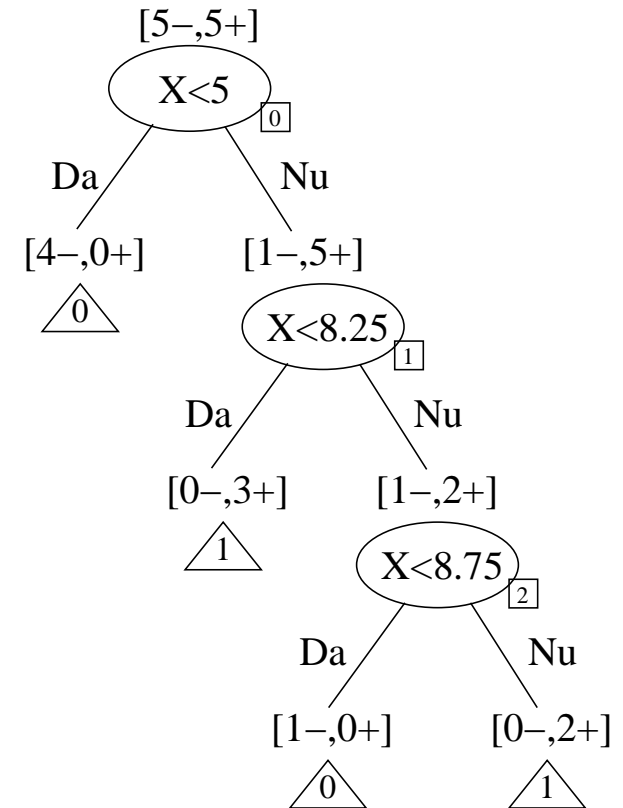 [5−,5+]
X<5
0
Da Nu
[4−,0+] [1−,5+]
0
X<8.25
1
Da Nu
[0−,3+] [1−,2+]
1
X<8.75
2
Da Nu
[1−,0+] [0−,2+]
0 1